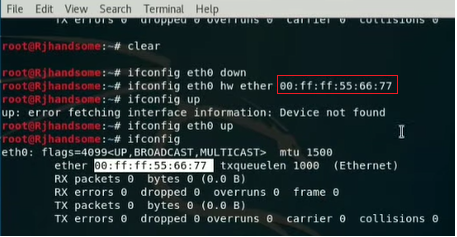 File Edit View Search Terminal Help
TX errors 0 dropped 0 overruns 0 carrier 0 collisions 0
root@Rjhandsome:~# clear
root@Rjhandsome:~# ifconfig eth0 down
root@Rjhandsome:~# ifconfig eth0 hw ether 00:ff:ff:55:66:77
root@Rjhandsome:~# ifconfig up
up: error fetching interface information: Device not found
root@Rjhandsome:~# ifconfig eth0 up
root@Rjhandsome:~# ifconfig
eth0: flags=4099<UP,BROADCAST,MULTICAST> mtu 1500
ether 00:ff:ff:55:66:77 txqueuelen 1000 (Ethernet)
RX packets 0 bytes 0 (0.0 B)
RX errors 0 dropped 0 overruns 0 frame 0
TX packets 0 bytes 0 (0.0 B)
TX errors 0 dropped 0 overruns 0 carrier 0 collisions 0